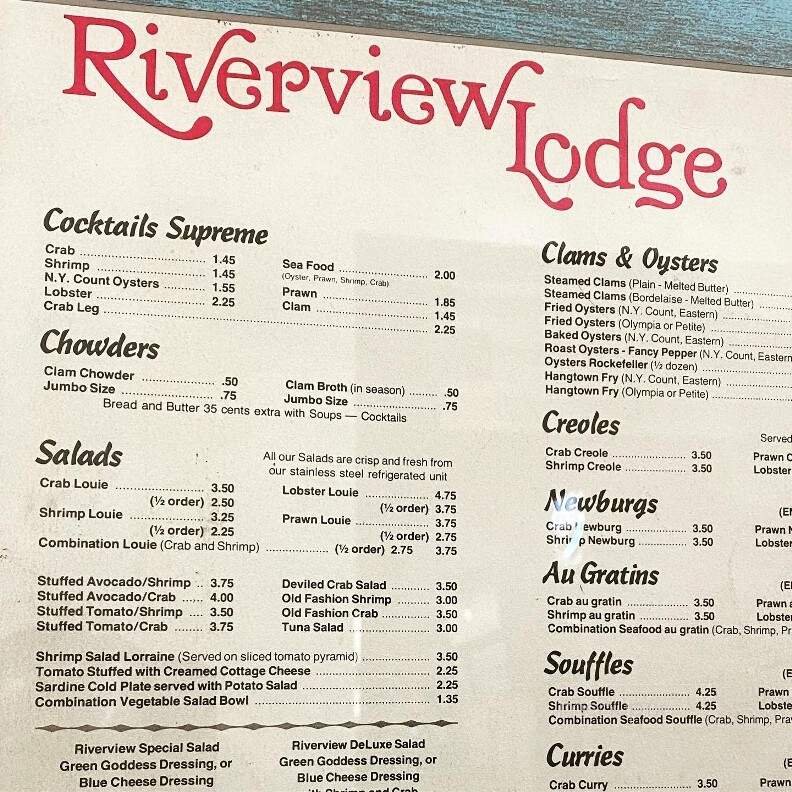 Riverview Lodge
Cocktails Supreme
Crab ........ 1.45
Shrimp ........ 1.45
N.Y. Count Oysters ........ 1.55
Lobster ........ 2.25
Crab Leg ........ 2.25
Sea Food ........ 2.00
(Oyster, Prawn, Shrimp, Crab)
Prawn ........ 1.85
Clam ........ 1.45
Chowders
Clam Chowder ........ .50
Jumbo Size ........ .75
Clam Broth (in season) ........ .50
Jumbo Size ........ .75
Bread and Butter 35 cents extra with Soups — Cocktails
Salads
All our Salads are crisp and fresh from
our stainless steel refrigerated unit
Crab Louie ........ 3.50
(½ order) 2.50
Shrimp Louie ........ 3.25
(½ order) 2.25
Lobster Louie ........ 4.75
(½ order) 3.75
Prawn Louie ........ 3.75
(½ order) 2.75
Combination Louie (Crab and Shrimp) ........ (½ order) 2.75 3.75
Stuffed Avocado/Shrimp .. 3.75
Stuffed Avocado/Crab ...... 4.00
Stuffed Tomato/Shrimp .... 3.50
Stuffed Tomato/Crab ........ 3.75
Deviled Crab Salad ........ 3.50
Old Fashion Shrimp ........ 3.00
Old Fashion Crab ........ 3.50
Tuna Salad ........ 3.00
Shrimp Salad Lorraine (Served on sliced tomato pyramid) ........ 3.50
Tomato Stuffed with Creamed Cottage Cheese ........ 2.25
Sardine Cold Plate served with Potato Salad ........ 2.25
Combination Vegetable Salad Bowl ........ 1.35
Riverview Special Salad
Green Goddess Dressing, or
Blue Cheese Dressing
Riverview DeLuxe Salad
Green Goddess Dressing, or
Blue Cheese Dressing
with Shrimp and Crab
Clams & Oysters
Steamed Clams (Plain - Melted Butter) ........
Steamed Clams (Bordelaise - Melted Butter) ........
Fried Oysters (N.Y. Count, Eastern) ........
Fried Oysters (Olympia or Petite) ........
Baked Oysters (N.Y. Count, Eastern) ........
Roast Oysters - Fancy Pepper (N.Y. Count, Eastern
Oysters Rockefeller (½ dozen) ........
Hangtown Fry (N.Y. Count, Eastern) ........
Hangtown Fry (Olympia or Petite) ........
Creoles
Served
Crab Creole ........ 3.50
Shrimp Creole ........ 3.50
Prawn C
Lobster
Newburgs
Crab Newburg ........ 3.50
Shrimp Newburg ........ 3.50
Prawn N
Lobster
Au Gratins
Crab au gratin ........ 3.50
Shrimp au gratin ........ 3.50
Prawn a
Lobster
Combination Seafood au gratin (Crab, Shrimp, Pr
Souffles
Crab Souffle ........ 4.25
Shrimp Souffle ........ 4.25
Prawn
Lobste
Combination Seafood Souffle (Crab, Shrimp, Pra
Curries
Crab Curry ........ 3.50
Prawn